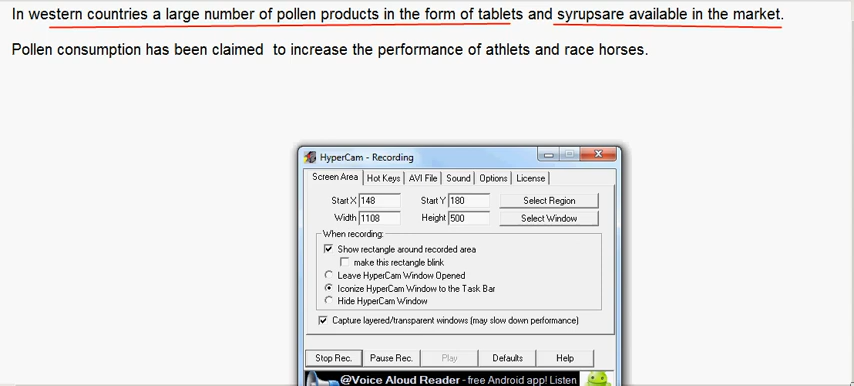 In western countries a large number of pollen products in the form of tablets and syrupsare available in the market.
Pollen consumption has been claimed to increase the performance of athlets and race horses.
HyperCam - Recording
Screen Area Hot Keys AVI File Sound Options License
Start X 148 Start Y 180 Select Region
Width 1108 Height 500 Select Window
When recording:
Show rectangle around recorded area
make this rectangle blink
Leave HyperCam Window Opened
Iconize HyperCam Window to the Task Bar
Hide HyperCam Window
Capture layered/transparent windows (may slow down performance)
Stop Rec. Pause Rec. Play Defaults Help
@Voice Aloud Reader - free Android app! Listen